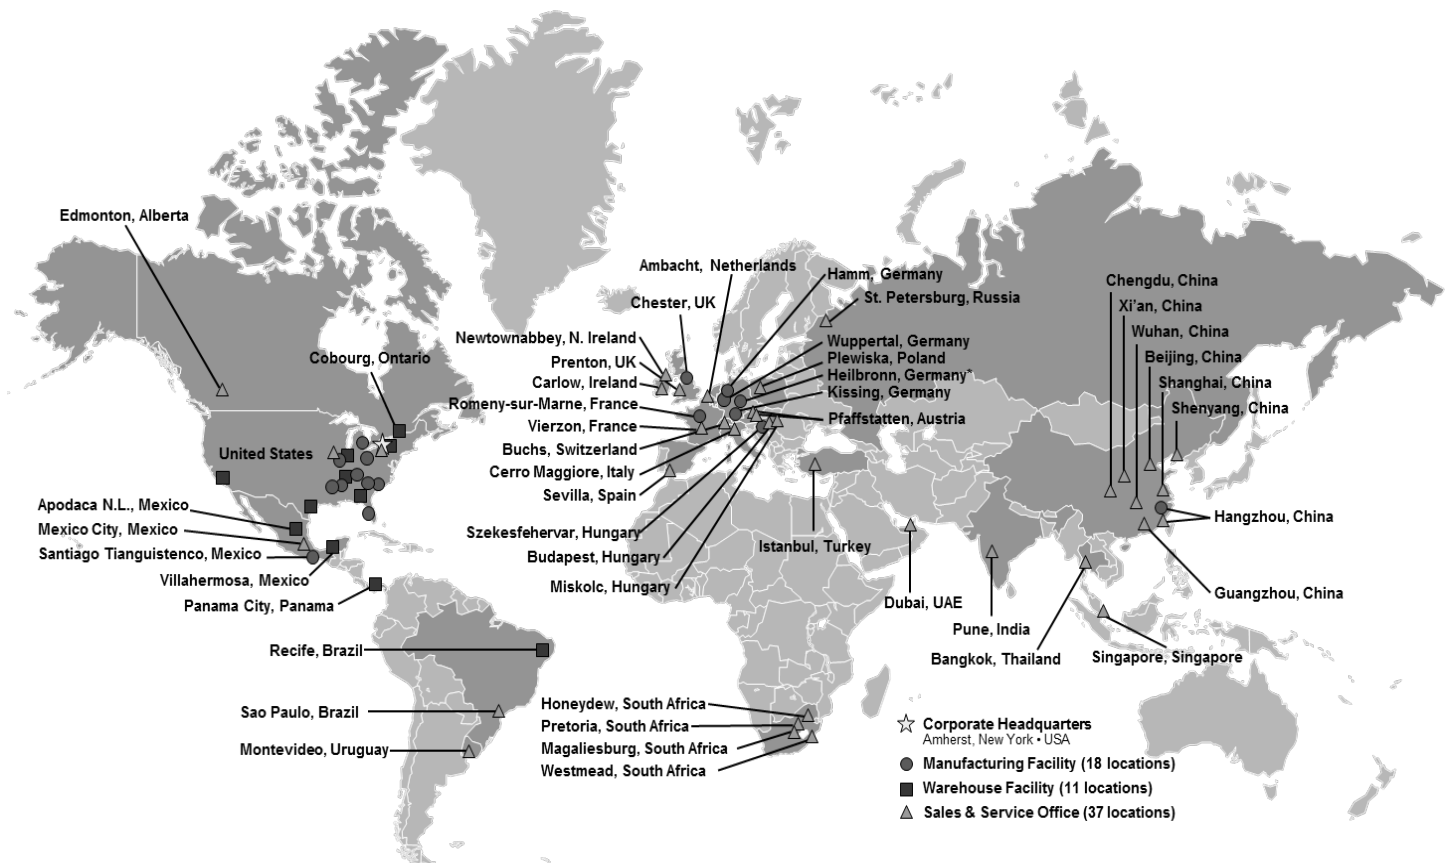 Edmonton, Alberta
Cobourg, Ontario
United States
Apodaca N.L., Mexico
Mexico City, Mexico
Santiago Tianguistenco, Mexico
Villahermosa, Mexico
Panama City, Panama
Recife, Brazil
Sao Paulo, Brazil
Montevideo, Uruguay
Ambacht, Netherlands
Chester, UK
Newtownabbey, N. Ireland
Prenton, UK
Carlow, Ireland
Romeny-sur-Marne, France
Vierzon, France
Buchs, Switzerland
Cerro Maggiore, Italy
Sevilla, Spain
Szekesfehervar, Hungary
Budapest, Hungary
Miskolc, Hungary
Hamm, Germany
St. Petersburg, Russia
Wuppertal, Germany
Plewiska, Poland
Heilbronn, Germany*
Kissing, Germany
Pfaffstatten, Austria
Istanbul, Turkey
Dubai, UAE
Pune, India
Bangkok, Thailand
Singapore, Singapore
Chengdu, China
Xi'an, China
Wuhan, China
Beijing, China
Shanghai, China
Shenyang, China
Hangzhou, China
Guangzhou, China
Honeydew, South Africa
Pretoria, South Africa
Magaliesburg, South Africa
Westmead, South Africa
Corporate Headquarters
Amherst, New York • USA
Manufacturing Facility (18 locations)
Warehouse Facility (11 locations)
Sales & Service Office (37 locations)